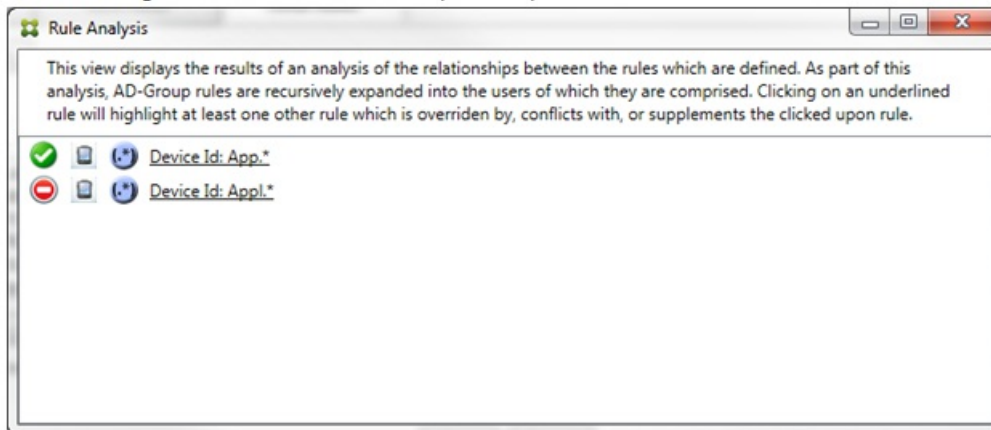 Rule Analysis
This view displays the results of an analysis of the relationships between the rules which are defined. As part of this
analysis, AD-Group rules are recursively expanded into the users of which they are comprised. Clicking on an underlined
rule will highlight at least one other rule which is overriden by, conflicts with, or supplements the clicked upon rule.
(.*) Device Id: App.*
(.*) Device Id: Appl.*